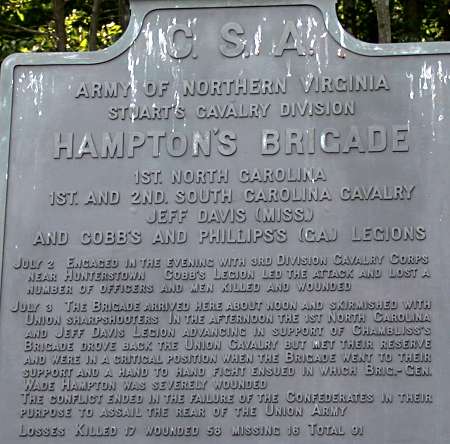 C. S. A.
ARMY OF NORTHERN VIRGINIA
STUART'S CAVALRY DIVISION
HAMPTON'S BRIGADE
1ST. NORTH CAROLINA
1ST. AND 2ND. SOUTH CAROLINA CAVALRY
JEFF DAVIS (MISS.)
AND COBB'S AND PHILLIPS'S (GA.) LEGIONS
JULY 2 ENGAGED IN THE EVENING WITH 3RD DIVISION CAVALRY CORPS
NEAR HUNTERSTOWN COBB'S LEGION LED THE ATTACK AND LOST A
NUMBER OF OFFICERS AND MEN KILLED AND WOUNDED
JULY 3 THE BRIGADE ARRIVED HERE ABOUT NOON AND SKIRMISHED WITH
UNION SHARPSHOOTERS IN THE AFTERNOON THE 1ST NORTH CAROLINA
AND JEFF DAVIS LEGION ADVANCING IN SUPPORT OF CHAMBLISS'S
BRIGADE DROVE BACK THE UNION CAVALRY BUT MET THEIR RESERVE
AND WERE IN A CRITICAL POSITION WHEN THE BRIGADE WENT TO THEIR
SUPPORT AND A HAND TO HAND FIGHT ENSUED IN WHICH BRIG.-GEN.
WADE HAMPTON WAS SEVERELY WOUNDED
THE CONFLICT ENDED IN THE FAILURE OF THE CONFEDERATES IN THEIR
PURPOSE TO ASSAIL THE REAR OF THE UNION ARMY
LOSSES KILLED 17 WOUNDED 58 MISSING 16 TOTAL 91